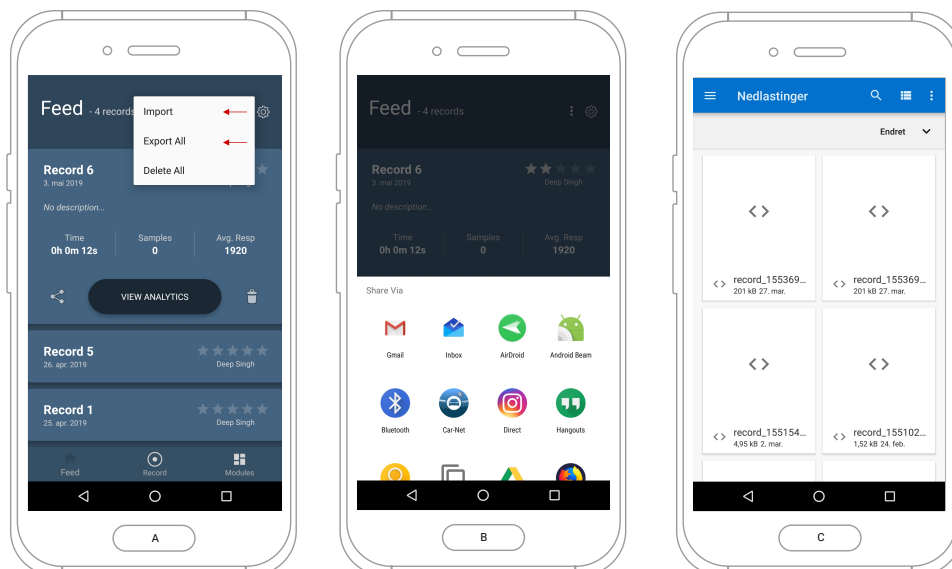 Feed - 4 records
Import
Export All
Delete All
Record 6
3. mai 2019
No description...
Time Samples Avg. Resp
0h 0m 12s 0 1920
VIEW ANALYTICS
Record 5
26. apr. 2019 Deep Singh
Record 1
25. apr. 2019 Deep Singh
Feed Record Modules
A
Feed - 4 records
Record 6
3. mai 2019 Deep Singh
No description...
Time Samples Avg. Resp
0h 0m 12s 0 1920
Share Via
Gmail Inbox AirDroid Android Beam
Bluetooth Car-Net Direct Hangouts
B
Nedlastinger
Endret
record_155369... record_155369...
201 kB 27. mar. 201 kB 27. mar.
record_155154... record_155102...
4,95 kB 2. mar. 1,52 kB 24. feb.
C